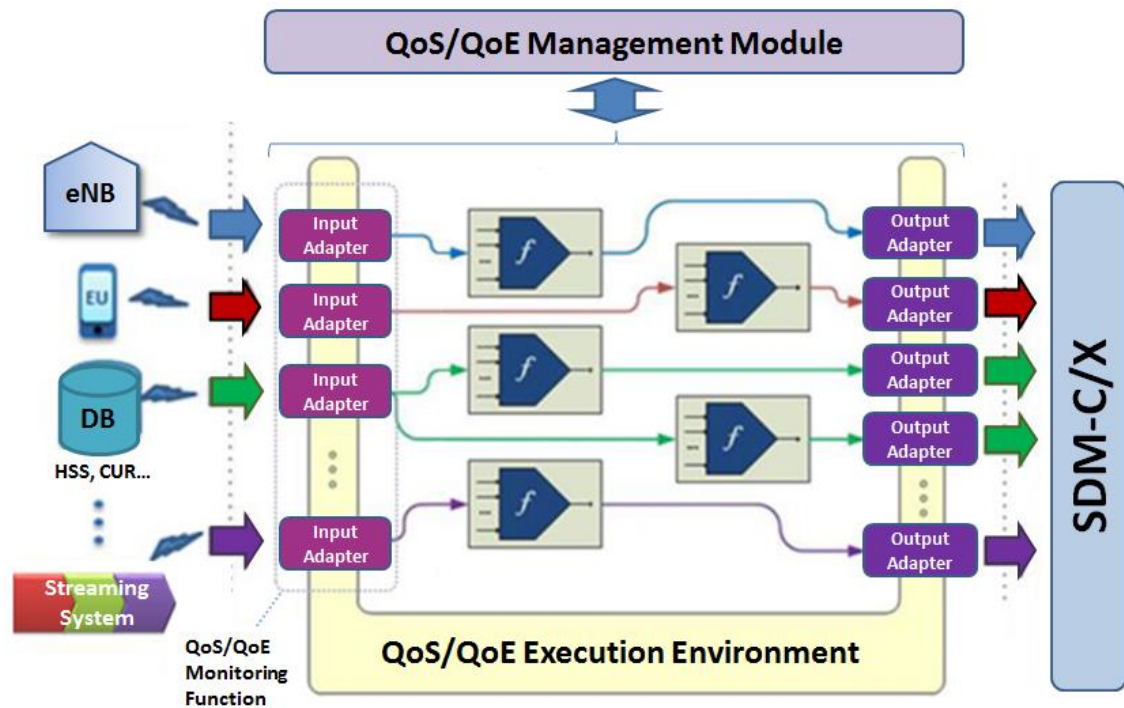 QoS/QoE Management Module
eNB
EU
DB
HSS, CUR...
Streaming
System
Input
Adapter
Input
Adapter
Input
Adapter
Input
Adapter
QoS/QoE
Monitoring
Function
f
f
f
f
f
Output
Adapter
Output
Adapter
Output
Adapter
Output
Adapter
Output
Adapter
QoS/QoE Execution Environment
SDM-C/X